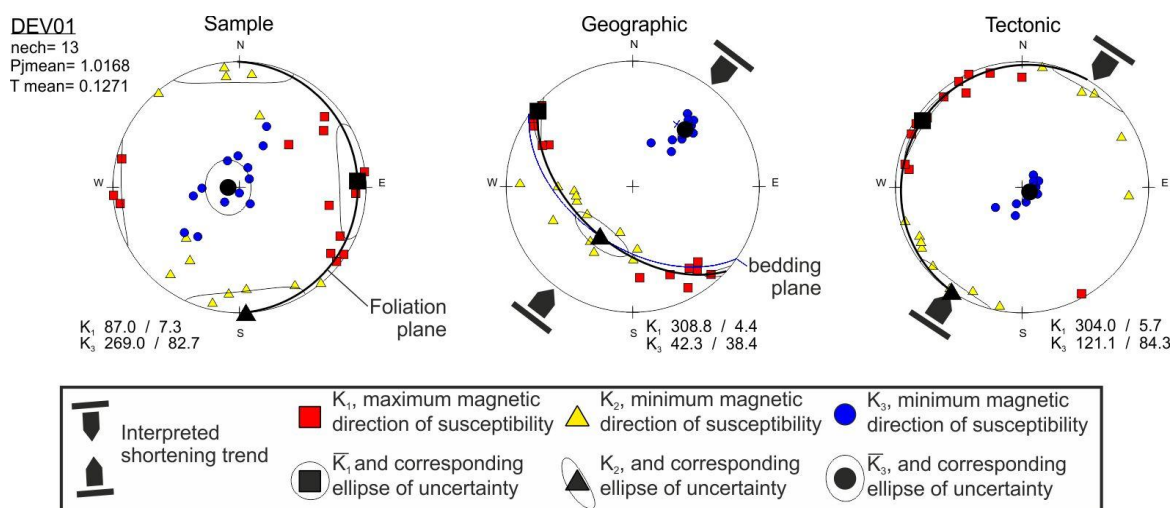 DEV01
nech= 13
Pjmean= 1.0168
T mean= 0.1271
Sample
N
W
E
S
Foliation
plane
K₁ 87.0 / 7.3
K₃ 269.0 / 82.7
Geographic
N
W
E
S
bedding
plane
K₁ 308.8 / 4.4
K₃ 42.3 / 38.4
Tectonic
N
W
E
S
K₁ 304.0 / 5.7
K₃ 121.1 / 84.3
Interpreted
shortening trend
K₁, maximum magnetic
direction of susceptibility
K₂, minimum magnetic
direction of susceptibility
K₃, minimum magnetic
direction of susceptibility
K̅₁ and corresponding
ellipse of uncertainty
K₂, and corresponding
ellipse of uncertainty
K̅₃, and corresponding
ellipse of uncertainty